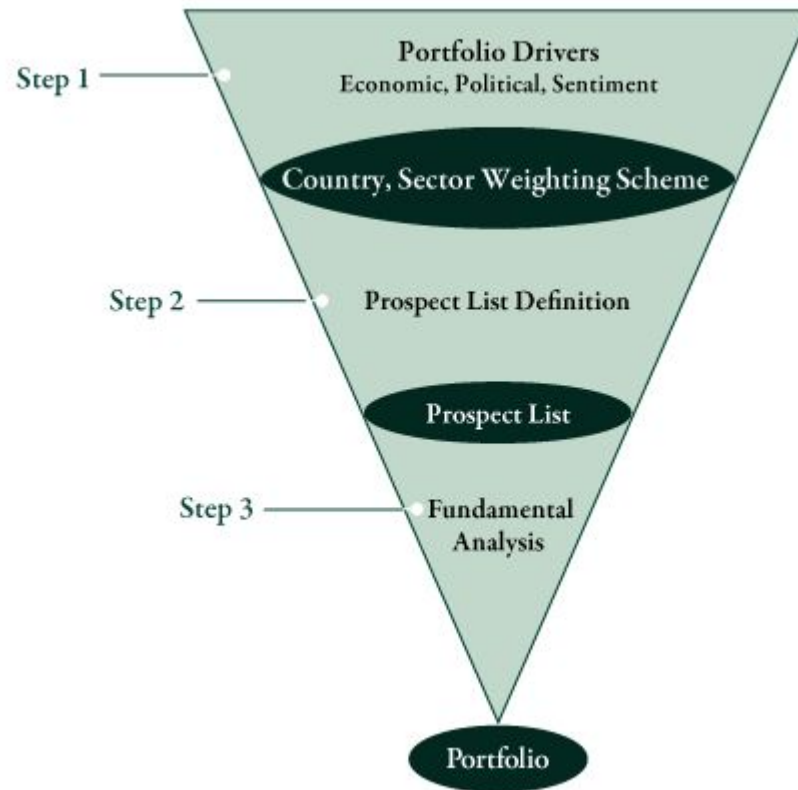 Portfolio Drivers
Step 1
Economic, Political, Sentiment
Country, Sector Weighting Scheme
Step 2
Prospect List Definition
Prospect List
Step 3
Fundamental
Analysis
Portfolio